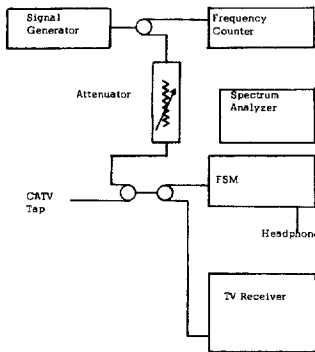 Signal
Generator
Frequency
Counter
Attenuator
Spectrum
Analyzer
CATV
Tap
FSM
Headphone
TV Receiver